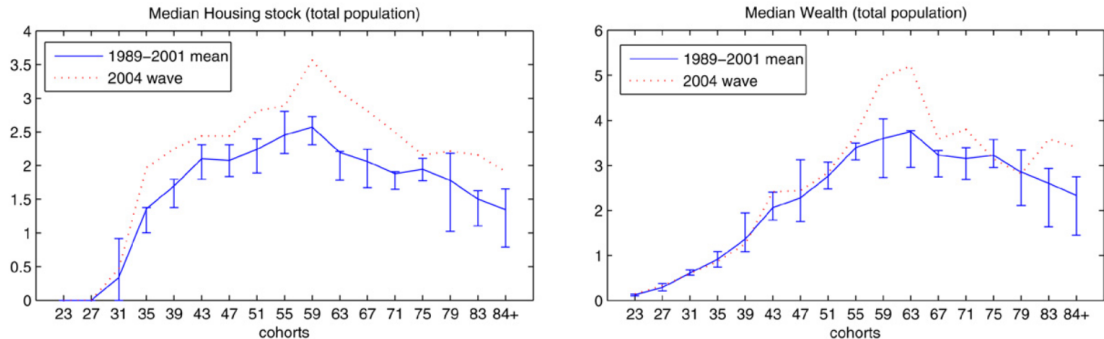 Median Housing stock (total population)
4
3.5
3
2.5
2
1.5
1
0.5
0
1989−2001 mean
2004 wave
23 27 31 35 39 43 47 51 55 59 63 67 71 75 79 83 84+
cohorts
Median Wealth (total population)
6
5
4
3
2
1
0
1989−2001 mean
2004 wave
23 27 31 35 39 43 47 51 55 59 63 67 71 75 79 83 84+
cohorts